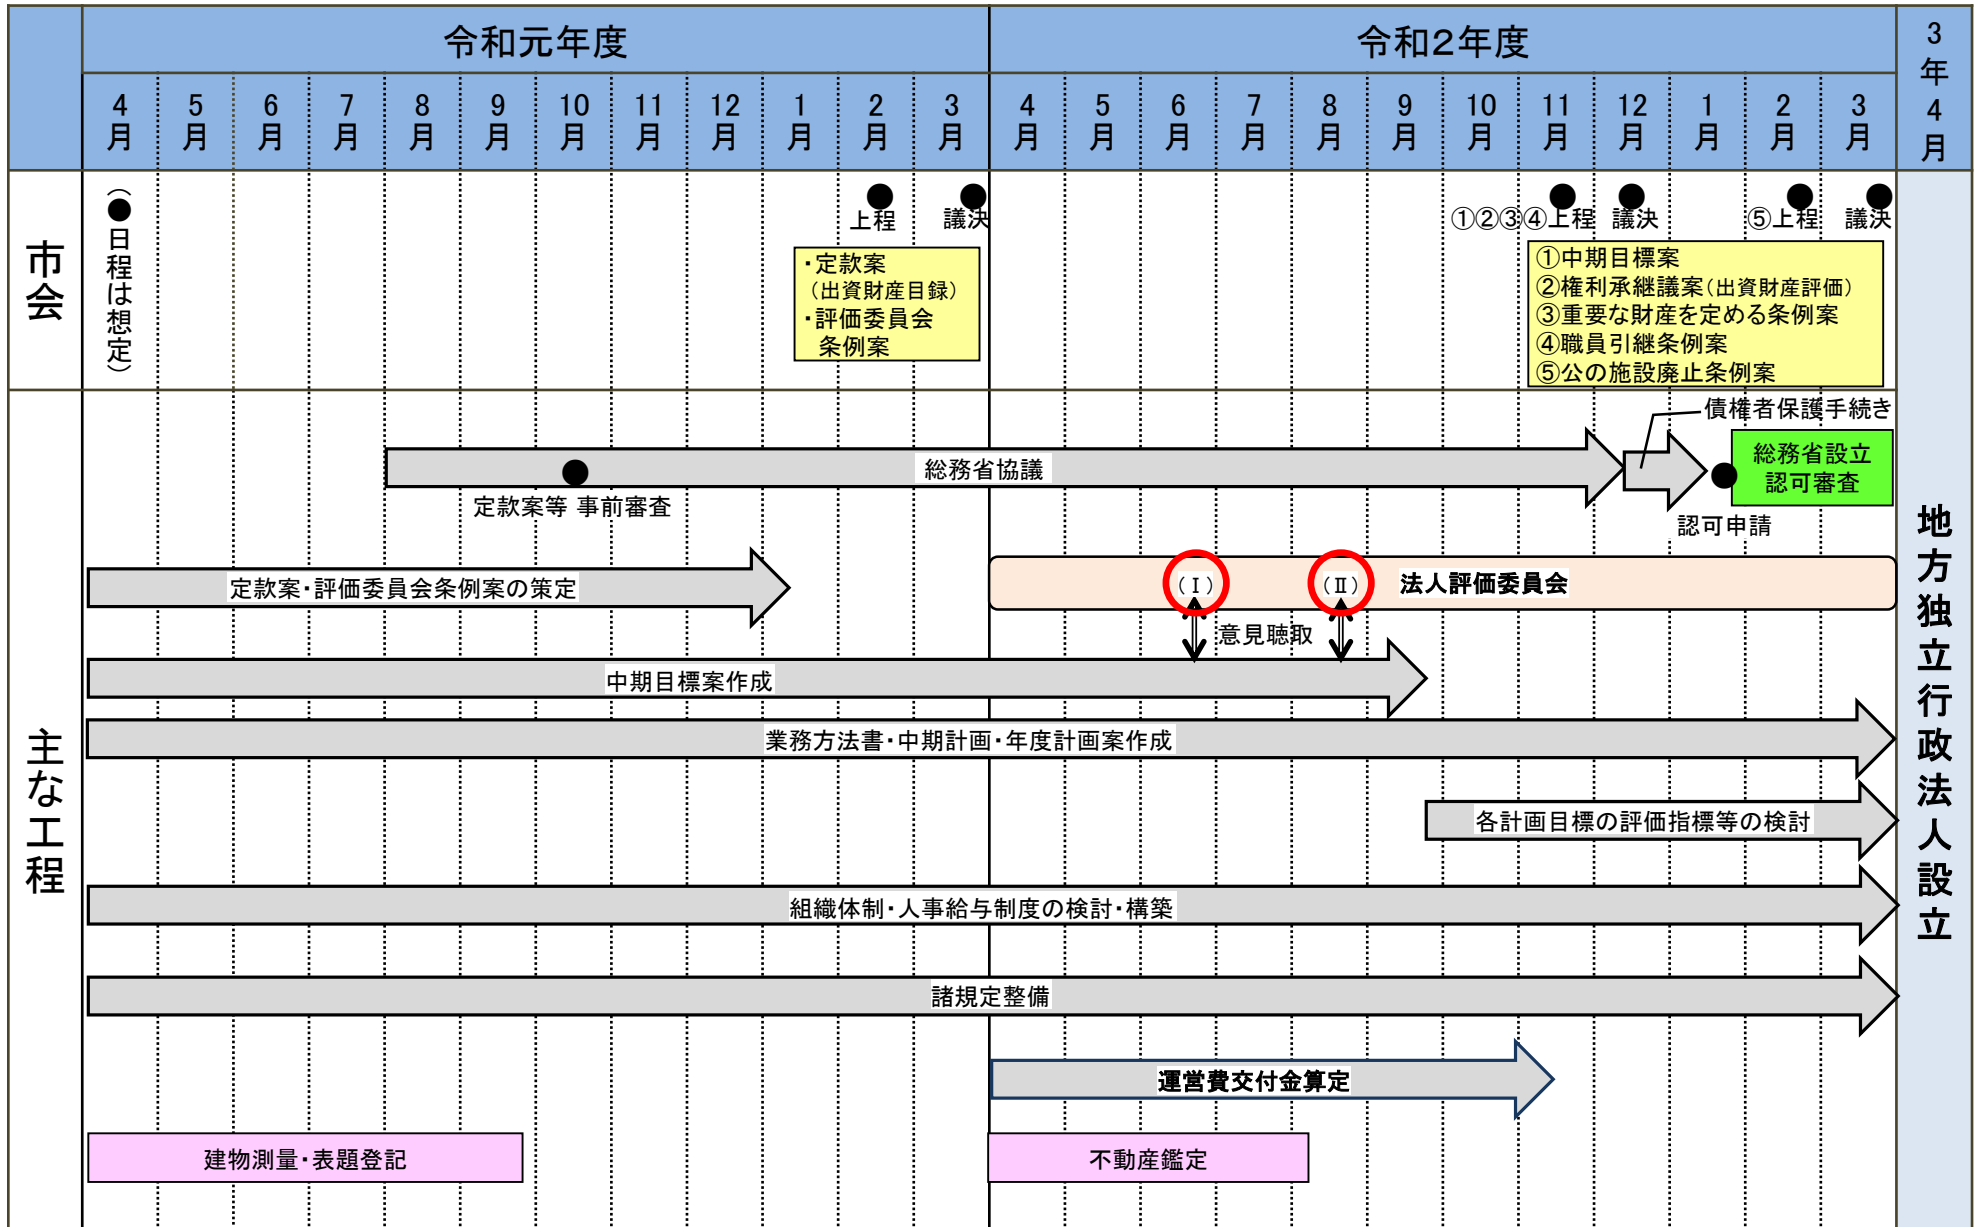 令和元年度
令和2年度
3年4月
4月
5月
6月
7月
8月
9月
10月
11月
12月
1月
2月
3月
4月
5月
6月
7月
8月
9月
10月
11月
12月
1月
2月
3月
市会
(●日程は想定)
上程
議決
・定款案
(出資財産目録)
・評価委員会
条例案
①②③④上程
議決
⑤上程
議決
①中期目標案
②権利承継議案(出資財産評価)
③重要な財産を定める条例案
④職員引継条例案
⑤公の施設廃止条例案
主な工程
債権者保護手続き
総務省協議
総務省設立
認可審査
定款案等 事前審査
認可申請
定款案・評価委員会条例案の策定
(Ⅰ)
(Ⅱ)
法人評価委員会
意見聴取
中期目標案作成
業務方法書・中期計画・年度計画案作成
各計画目標の評価指標等の検討
組織体制・人事給与制度の検討・構築
諸規定整備
運営費交付金算定
建物測量・表題登記
不動産鑑定
地方独立行政法人設立